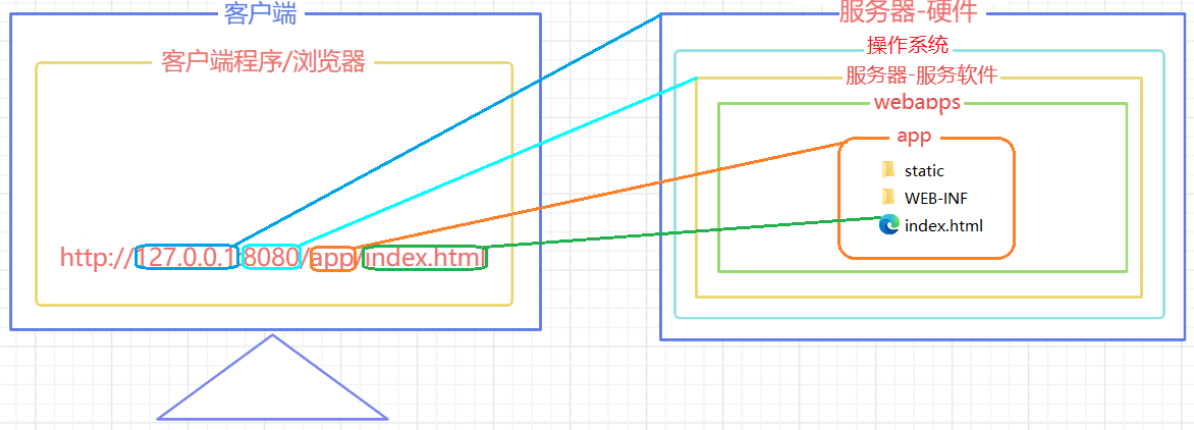 客户端
客户端程序/浏览器
http://127.0.0.1:8080/app/index.html
服务器-硬件
操作系统
服务器-服务软件
webapps
app
static
WEB-INF
index.html